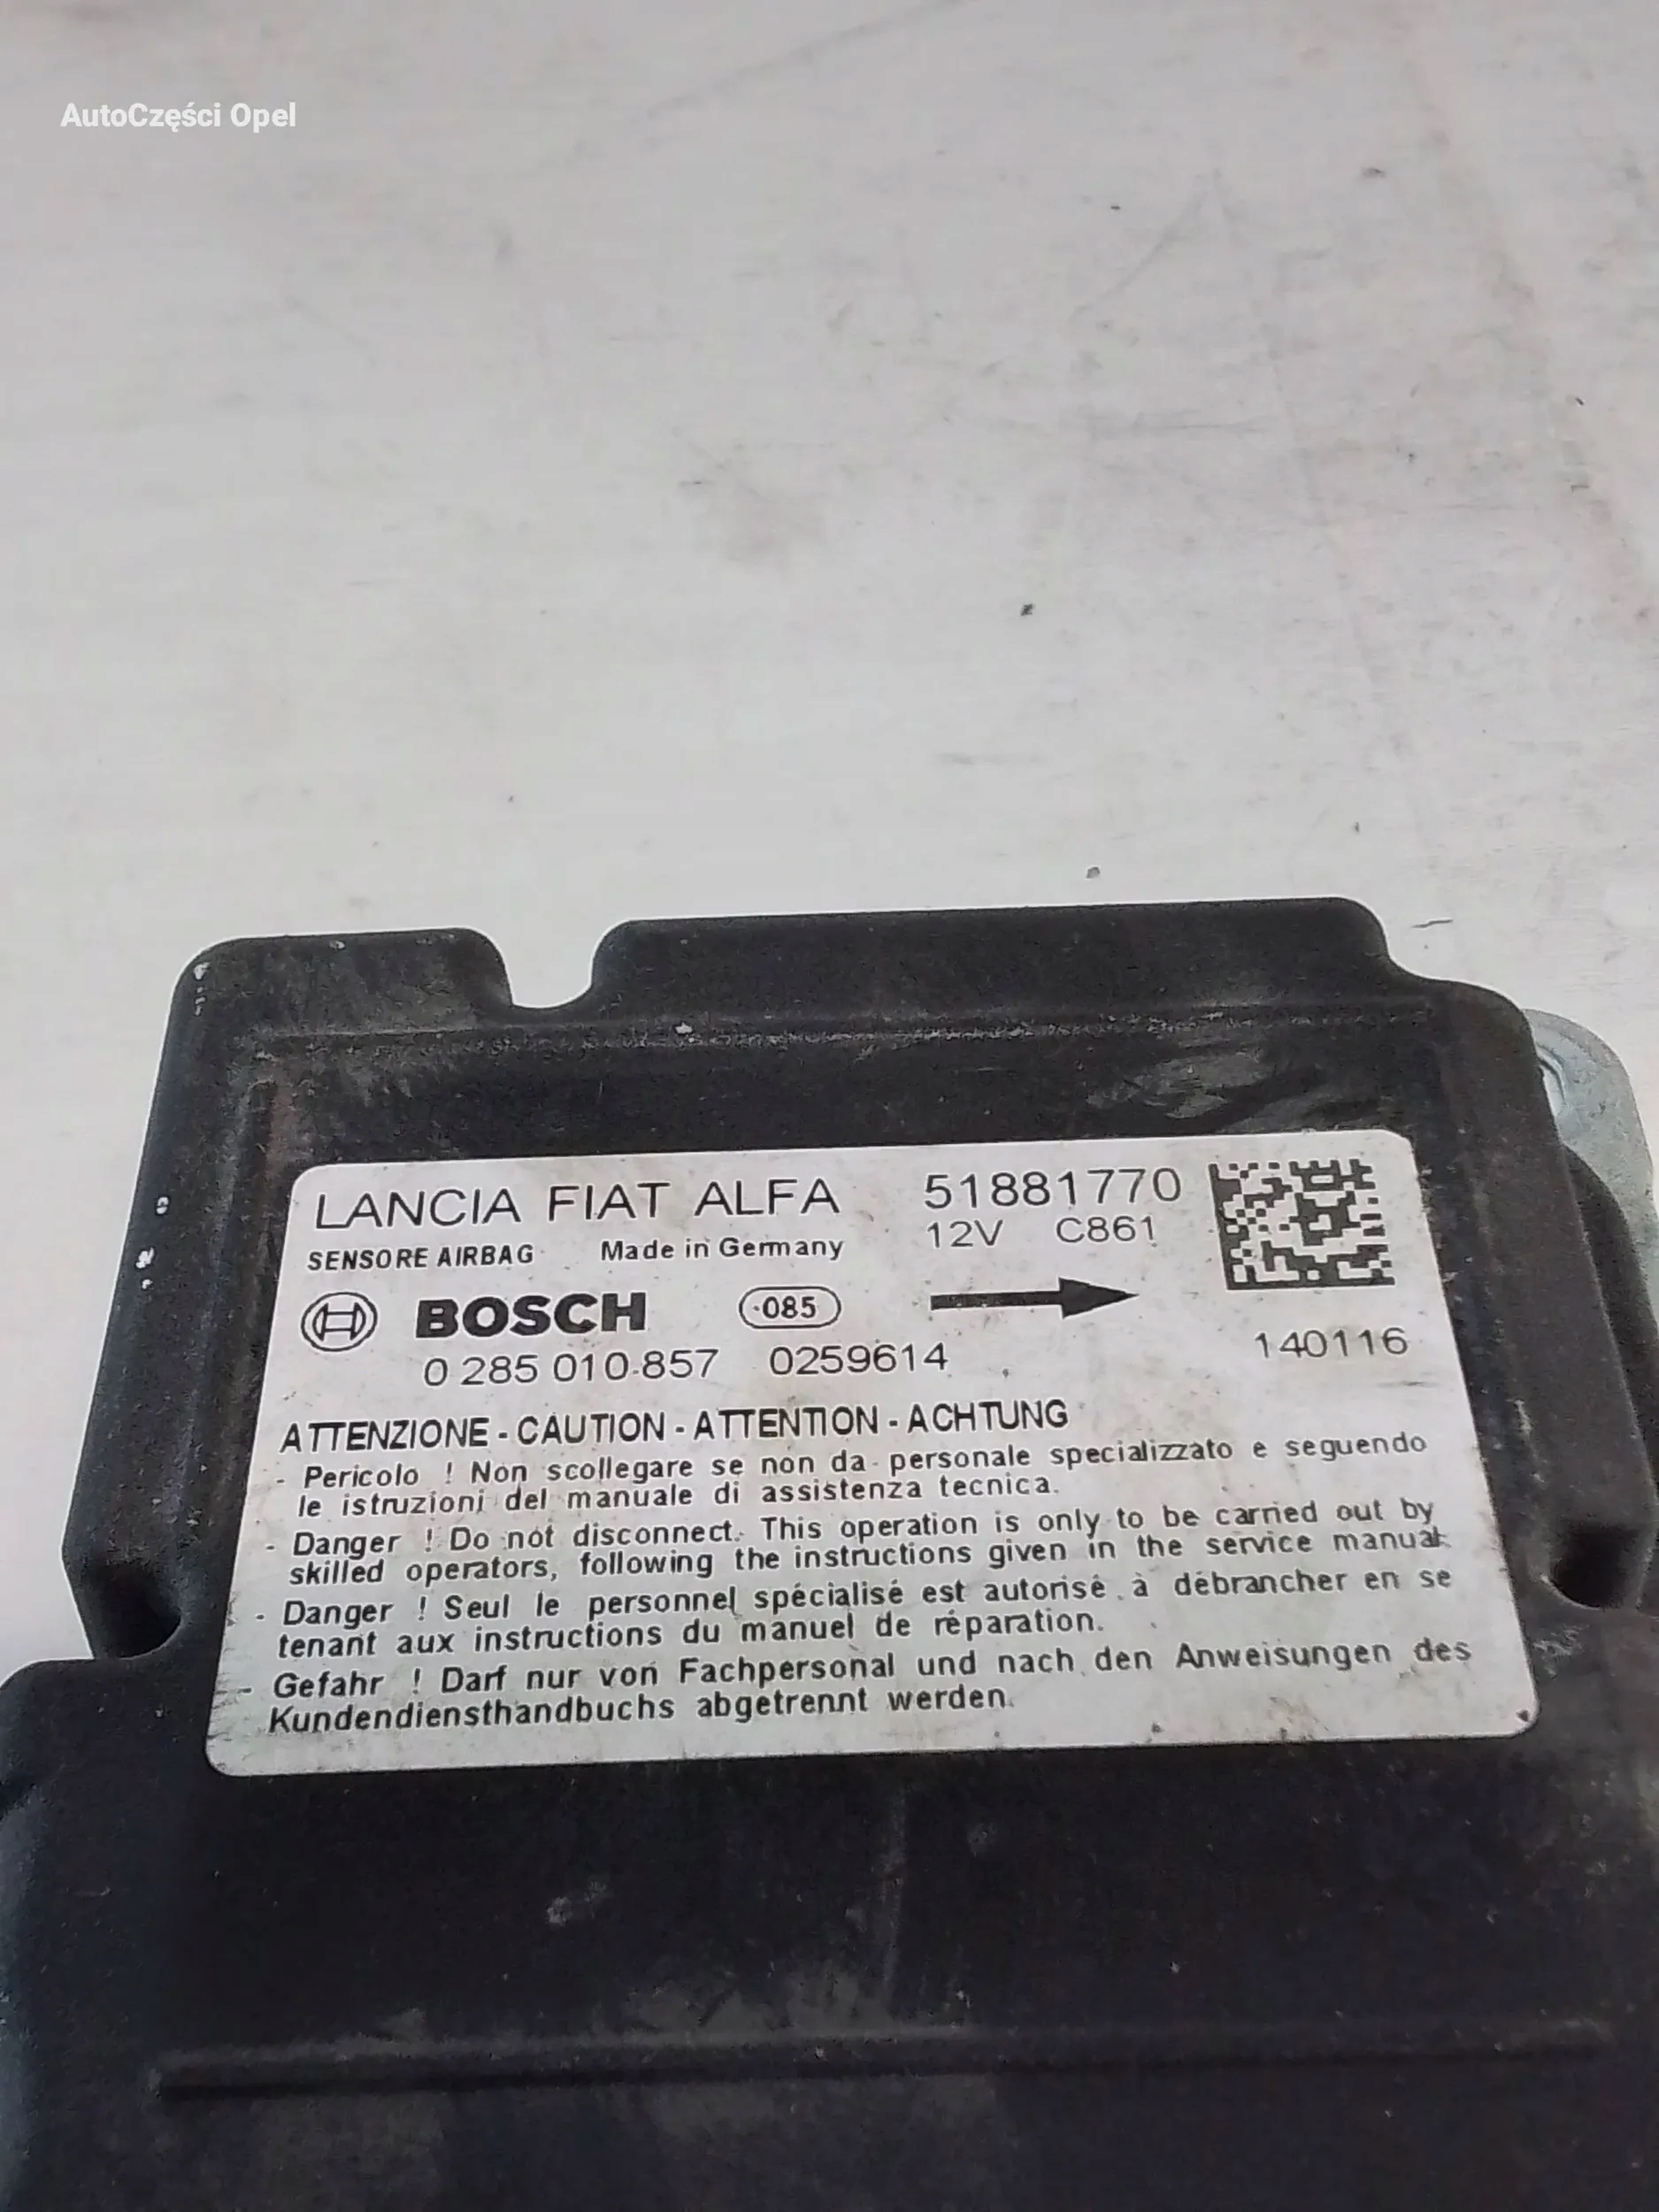 AutoCzęści Opel
LANCIA FIAT ALFA 51881770
SENSORE AIRBAG Made in Germany 12V C861
BOSCH 085
0 285 010 857 0259614 140116
ATTENZIONE - CAUTION - ATTENTION - ACHTUNG
- Pericolo ! Non scollegare se non da personale specializzato e seguendo
le istruzioni del manuale di assistenza tecnica.
- Danger ! Do not disconnect. This operation is only to be carried out by
skilled operators, following the instructions given in the service manual.
- Danger ! Seul le personnel spécialisé est autorisé à débrancher en se
tenant aux instructions du manuel de réparation.
- Gefahr ! Darf nur von Fachpersonal und nach den Anweisungen des
Kundendiensthandbuchs abgetrennt werden.